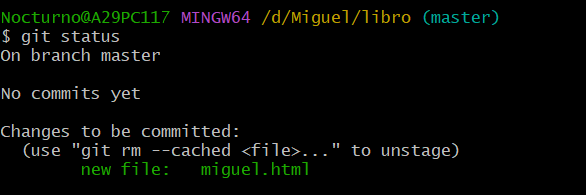 Nocturno@A29PC117 MINGW64 /d/Miguel/libro (master)
$ git status
On branch master
No commits yet
Changes to be committed:
(use "git rm --cached <file>..." to unstage)
new file: miguel.html